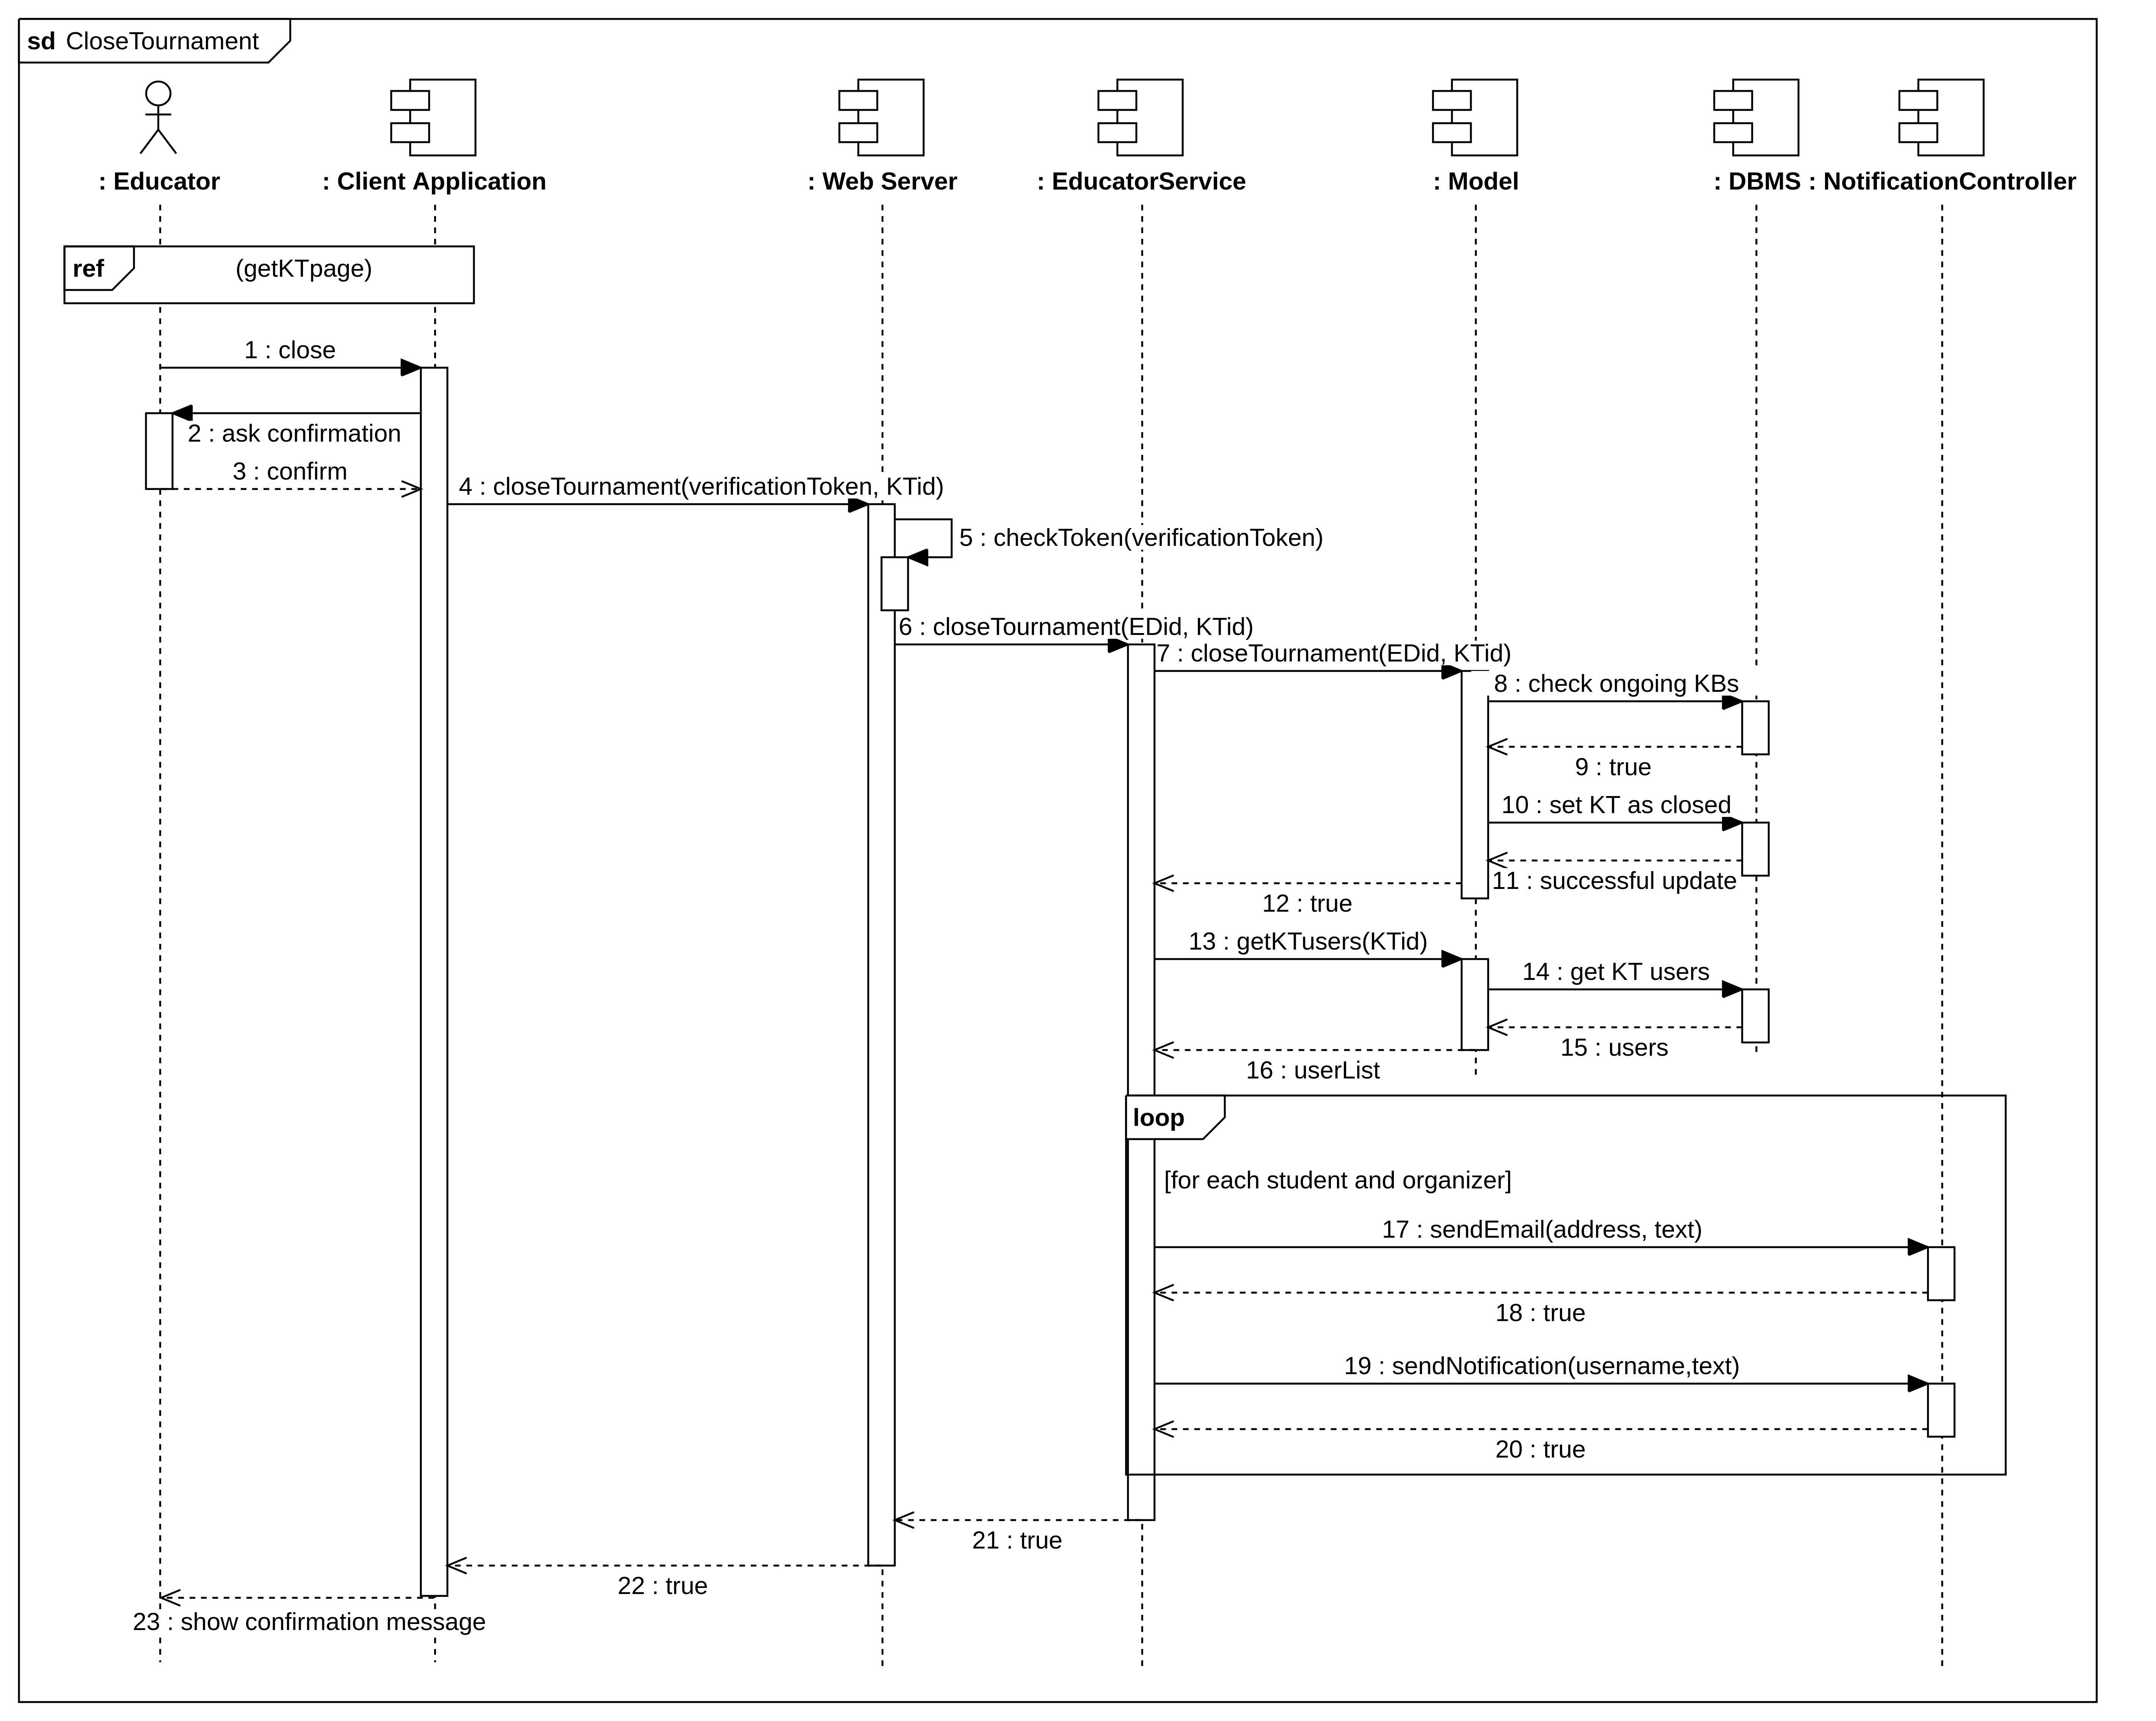 sd CloseTournament
: Educator
: Client Application
: Web Server
: EducatorService
: Model
: DBMS
: NotificationController
ref
(getKTpage)
1 : close
2 : ask confirmation
3 : confirm
4 : closeTournament(verificationToken, KTid)
5 : checkToken(verificationToken)
6 : closeTournament(EDid, KTid)
7 : closeTournament(EDid, KTid)
8 : check ongoing KBs
9 : true
10 : set KT as closed
11 : successful update
12 : true
13 : getKTusers(KTid)
14 : get KT users
15 : users
16 : userList
loop
[for each student and organizer]
17 : sendEmail(address, text)
18 : true
19 : sendNotification(username,text)
20 : true
21 : true
22 : true
23 : show confirmation message